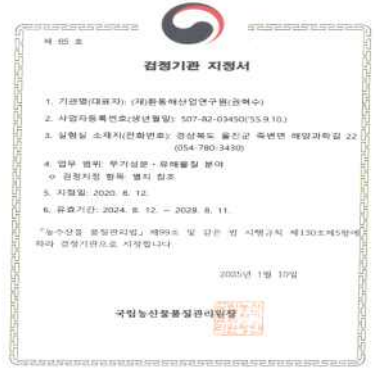 제 65 호
검정기관 지정서
1. 기관명(대표자): (재)환동해산업연구원(권혁수)
2. 사업자등록번호(생년월일): 507-82-03450('55.9.10.)
3. 실험실 소재지(전화번호): 경상북도 울진군 죽변면 해양과학길 22
(054-780-3430)
4. 업무 범위: 무기성분·유해물질 분야
○ 검정지정 항목: 별지 참조
5. 지정일: 2020. 8. 12.
6. 유효기간: 2024. 8. 12. ~ 2028. 8. 11.
「농수산물 품질관리법」 제99조 및 같은 법 시행규칙 제130조제5항에
따라 검정기관으로 지정합니다
2025년 1월 10일
국립농산물품질관리원장